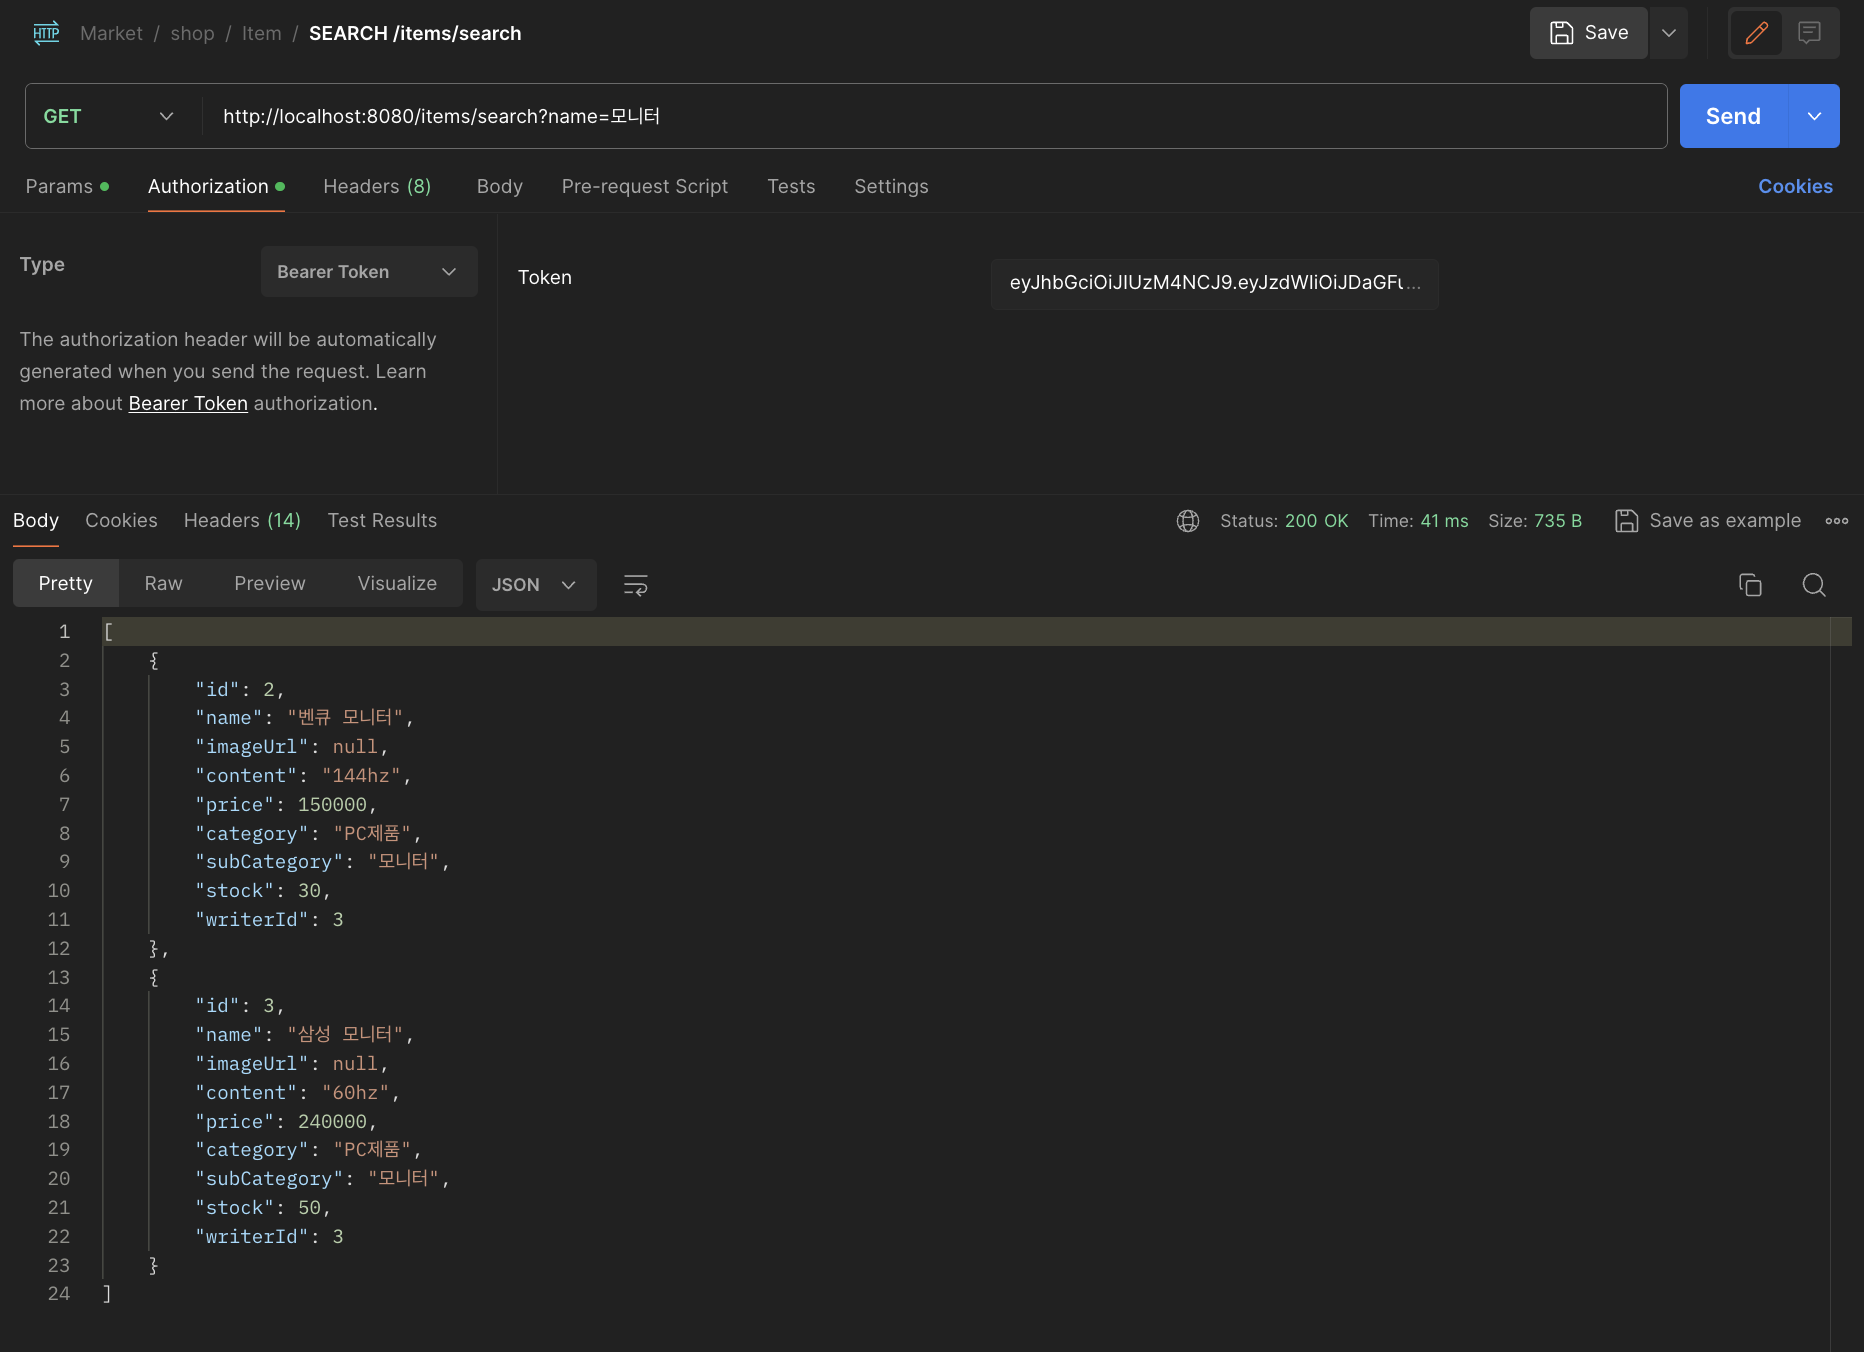 HTTP Market / shop / Item / SEARCH /items/search Save
GET http://localhost:8080/items/search?name=모니터 Send
Params Authorization Headers (8) Body Pre-request Script Tests Settings Cookies
Type Bearer Token
Token eyJhbGciOiJIUzM4NCJ9.eyJzdWIiOiJDaGFu...
The authorization header will be automatically
generated when you send the request. Learn
more about Bearer Token authorization.
Body Cookies Headers (14) Test Results Status: 200 OK Time: 41 ms Size: 735 B Save as example
Pretty Raw Preview Visualize JSON
1 [
2 {
3 "id": 2,
4 "name": "벤큐 모니터",
5 "imageUrl": null,
6 "content": "144hz",
7 "price": 150000,
8 "category": "PC제품",
9 "subCategory": "모니터",
10 "stock": 30,
11 "writerId": 3
12 },
13 {
14 "id": 3,
15 "name": "삼성 모니터",
16 "imageUrl": null,
17 "content": "60hz",
18 "price": 240000,
19 "category": "PC제품",
20 "subCategory": "모니터",
21 "stock": 50,
22 "writerId": 3
23 }
24 ]